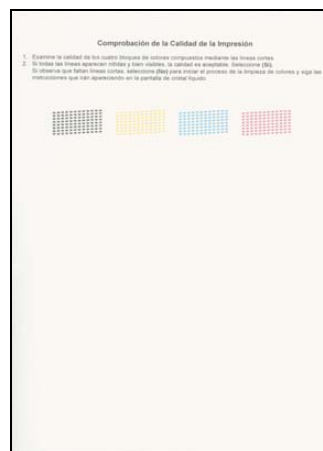 Comprobación de la Calidad de la Impresión
1. Examine la calidad de los cuatro bloques de colores compuestos mediante las líneas cortas.
2. Si todas las líneas aparecen nítidas y bien visibles, la calidad es aceptable. Seleccione (Sí).
Si observa que faltan líneas cortas, seleccione (No) para iniciar el proceso de la limpieza de colores y siga las
instrucciones que irán apareciendo en la pantalla de cristal líquido.